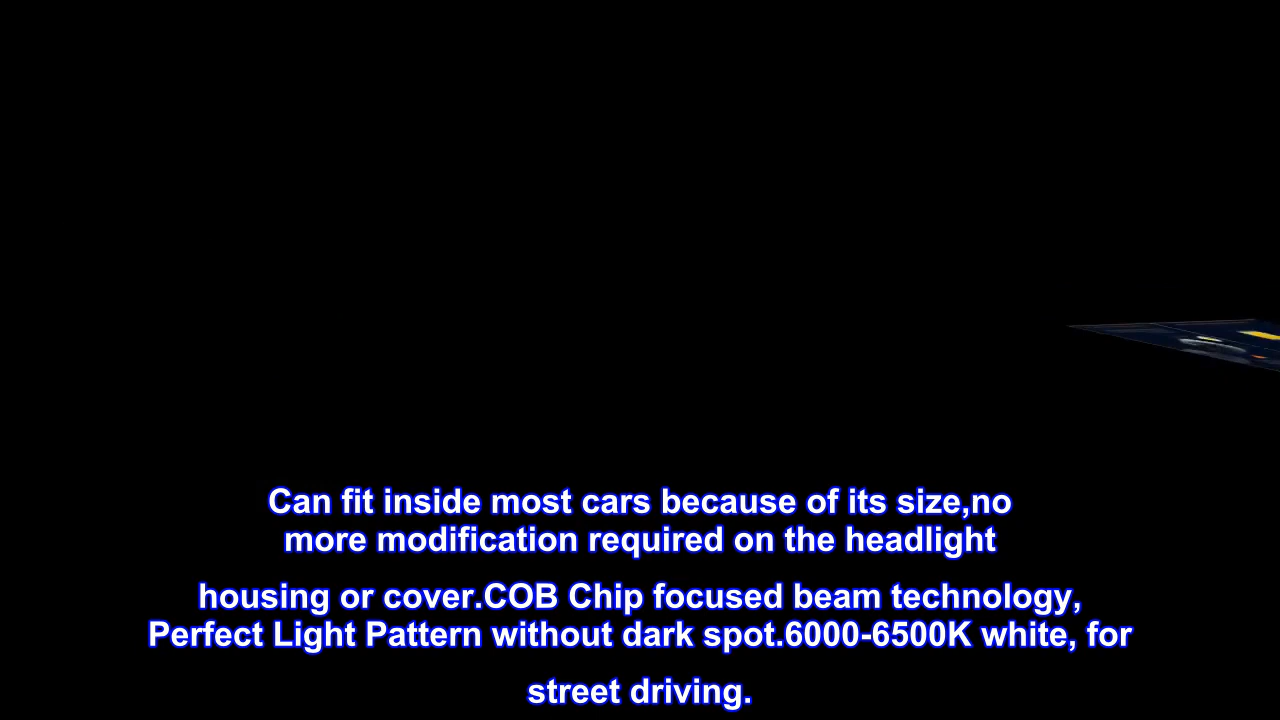 Can fit inside most cars because of its size,no
more modification required on the headlight
housing or cover.COB Chip focused beam technology,
Perfect Light Pattern without dark spot.6000-6500K white, for
street driving.